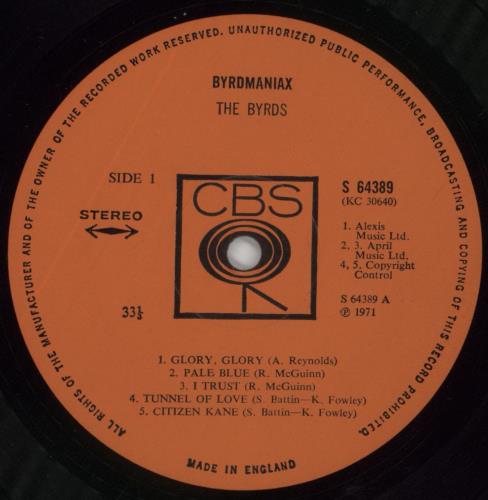 ALL RIGHTS OF THE MANUFACTURER AND OF THE OWNER OF THE RECORDED WORK RESERVED. UNAUTHORIZED PUBLIC PERFORMANCE, BROADCASTING AND COPYING OF THIS RECORD PROHIBITED.
BYRDMANIAX
THE BYRDS
SIDE 1
STEREO
33⅓
CBS
S 64389
(KC 30640)
1. Alexis
Music Ltd.
2, 3. April
Music Ltd.
4, 5. Copyright
Control
S 64389 A
Ⓟ 1971
1. GLORY, GLORY (A. Reynolds)
2. PALE BLUE (R. McGuinn)
3. I TRUST (R. McGuinn)
4. TUNNEL OF LOVE (S. Battin—K. Fowley)
5. CITIZEN KANE (S. Battin—K. Fowley)
MADE IN ENGLAND